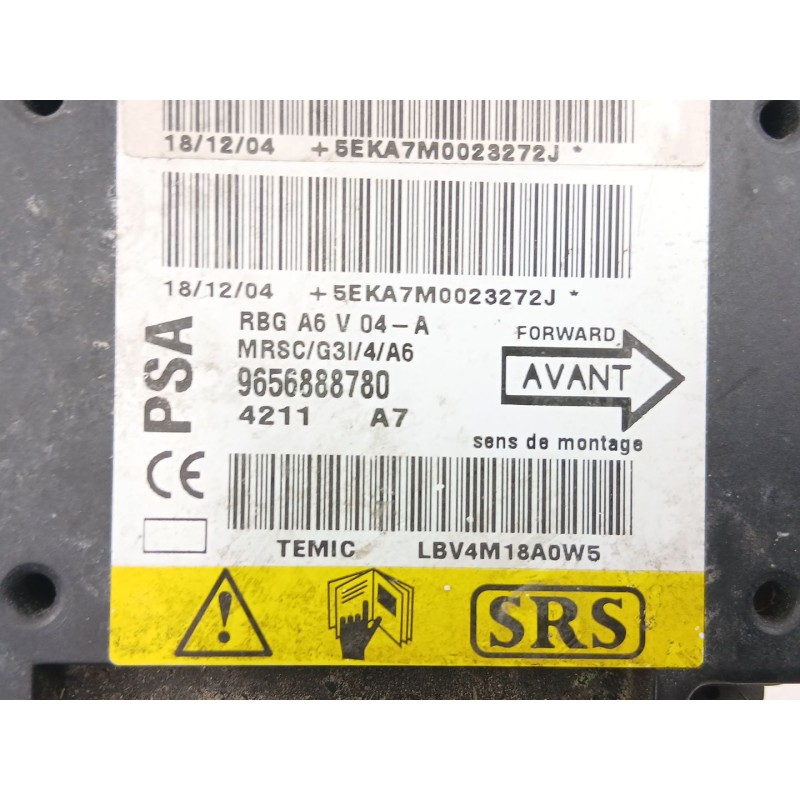 18/12/04 +5EKA7M0023272J *
18/12/04 +5EKA7M0023272J *
PSA
RBG A6 V 04-A
MRSC/G3I/4/A6
9656888780
4211 A7
FORWARD
AVANT
sens de montage
CE
TEMIC LBV4M18A0W5
!
SRS